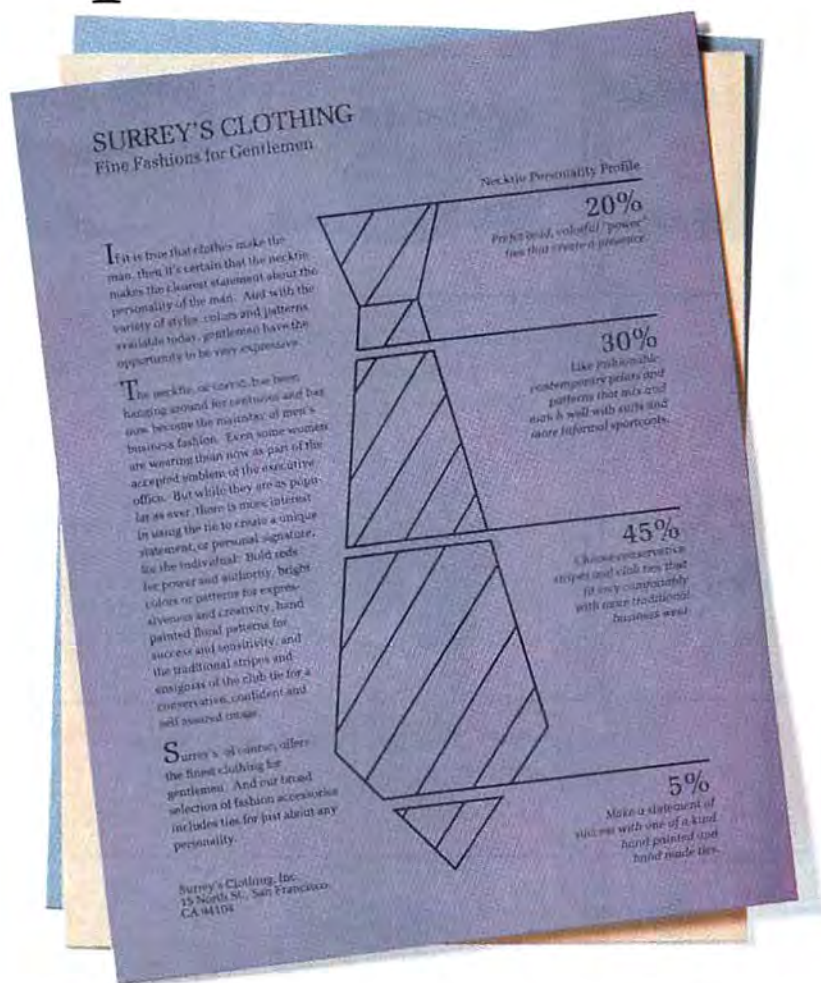 SURREY'S CLOTHING
Fine Fashions for Gentlemen
If it is true that clothes make the
man, then it's certain that the necktie
makes the clearest statement about the
personality of the man. And with the
variety of styles, colors and patterns
available today, gentlemen have the
opportunity to be very expressive.
The necktie, or cravat, has been
hanging around for centuries and has
now become the mainstay of men's
business fashion. Even some women
are wearing them now as part of the
accepted emblem of the executive
office. But while they are as popu-
lar as ever, there is more interest
in using the tie to create a unique
statement, or personal signature,
for the individual. Bold reds
for power and authority, bright
colors or patterns for expres-
siveness and creativity, hand
painted floral patterns for
success and sensitivity, and
the traditional stripes and
ensignias of the club tie for a
conservative, confident and
self assured image.
Surrey's, of course, offers
the finest clothing for
gentlemen. And our broad
selection of fashion accessories
includes ties for just about any
personality.
Surrey's Clothing, Inc.
15 North St., San Francisco
CA 94104
Necktie Personality Profile
20%
Prefer bold, colorful "power"
ties that create a presence.
30%
Like fashionable
contemporary prints and
patterns that mix and
match well with suits and
more informal sportcoats.
45%
Choose conservative
stripes and club ties that
fit very comfortably
with more traditional
business wear.
5%
Make a statement of
success with one of a kind
hand painted and
hand made ties.